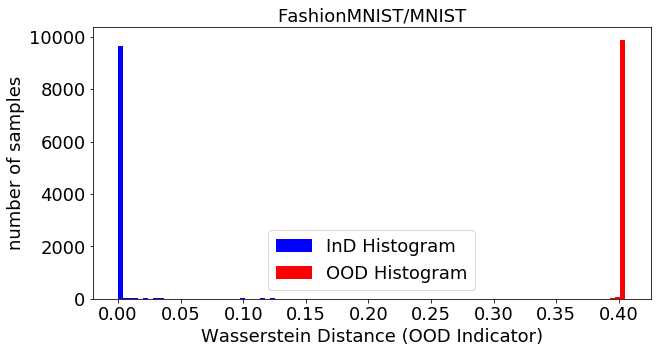 FashionMNIST/MNIST
number of samples
10000
8000
6000
4000
2000
0
InD Histogram
OOD Histogram
0.00 0.05 0.10 0.15 0.20 0.25 0.30 0.35 0.40
Wasserstein Distance (OOD Indicator)